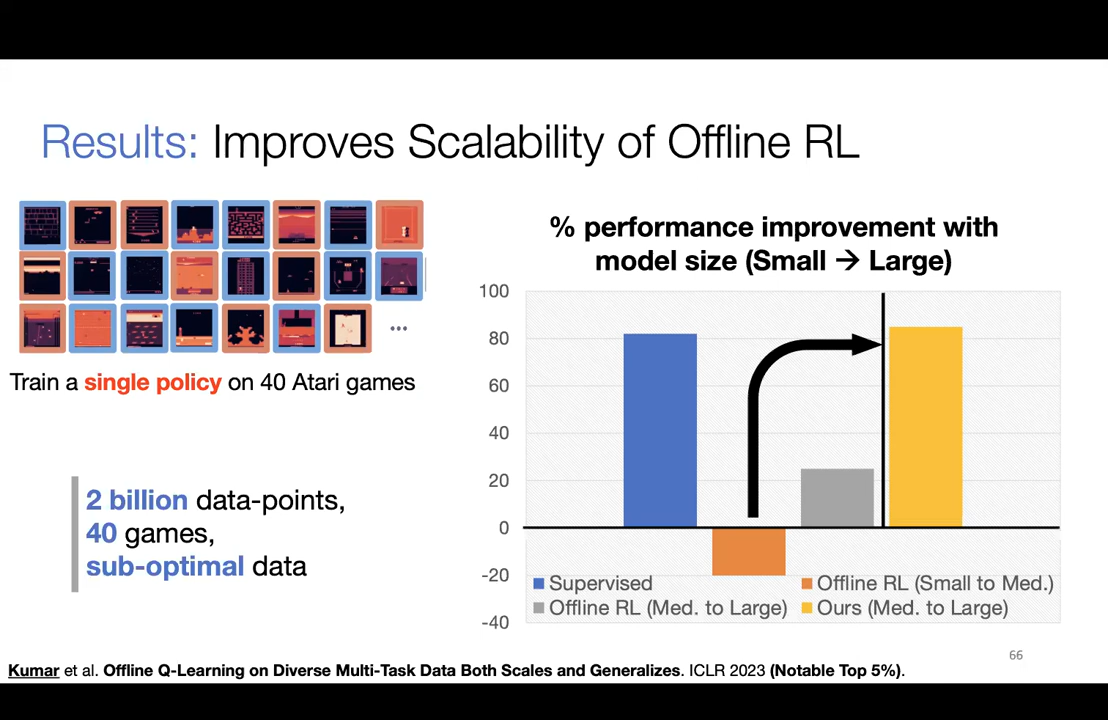 Results: Improves Scalability of Offline RL
Train a single policy on 40 Atari games
2 billion data-points,
40 games,
sub-optimal data
% performance improvement with
model size (Small → Large)
100
80
60
40
20
0
-20
-40
Supervised
Offline RL (Small to Med.)
Offline RL (Med. to Large)
Ours (Med. to Large)
66
Kumar et al. Offline Q-Learning on Diverse Multi-Task Data Both Scales and Generalizes. ICLR 2023 (Notable Top 5%).